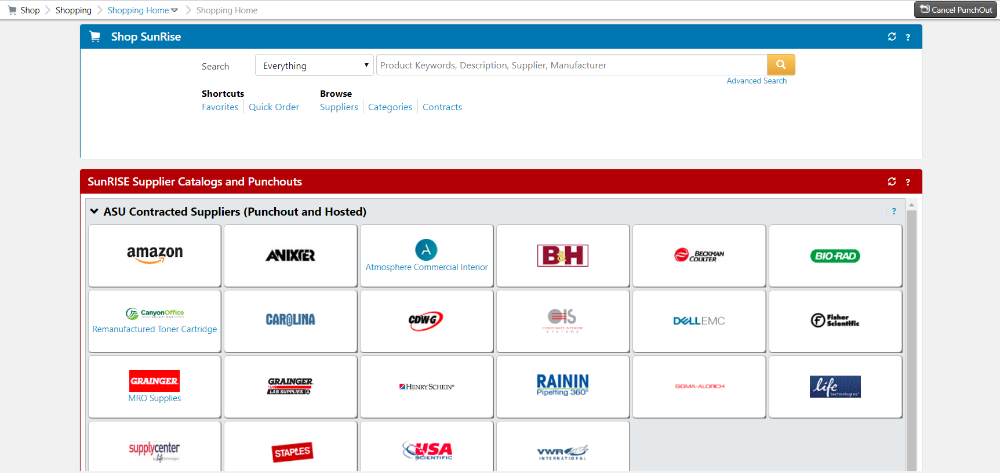 Shop Shopping Shopping Home Shopping Home Cancel PunchOut
Shop SunRise ?
Search Everything Product Keywords, Description, Supplier, Manufacturer
Advanced Search
Shortcuts Browse
Favorites Quick Order Suppliers Categories Contracts
SunRISE Supplier Catalogs and Punchouts ?
ASU Contracted Suppliers (Punchout and Hosted) ?
amazon
ANIXTER
A
Atmosphere Commercial Interior
B&H
BECKMAN
COULTER
BIO-RAD
CanyonOffice
SOLUTIONS
Remanufactured Toner Cartridge
CAROLINA
CDW-G
CIS
CORPORATE INTERIOR
SYSTEMS
DELLEMC
Fisher
Scientific
GRAINGER
MRO Supplies
GRAINGER
LAB SUPPLIES
HENRY SCHEIN®
RAININ
Pipetting 360°
SIGMA-ALDRICH
life
technologies™
supplycenter
by life technologies™
STAPLES
USA
SCIENTIFIC
VWR
INTERNATIONAL